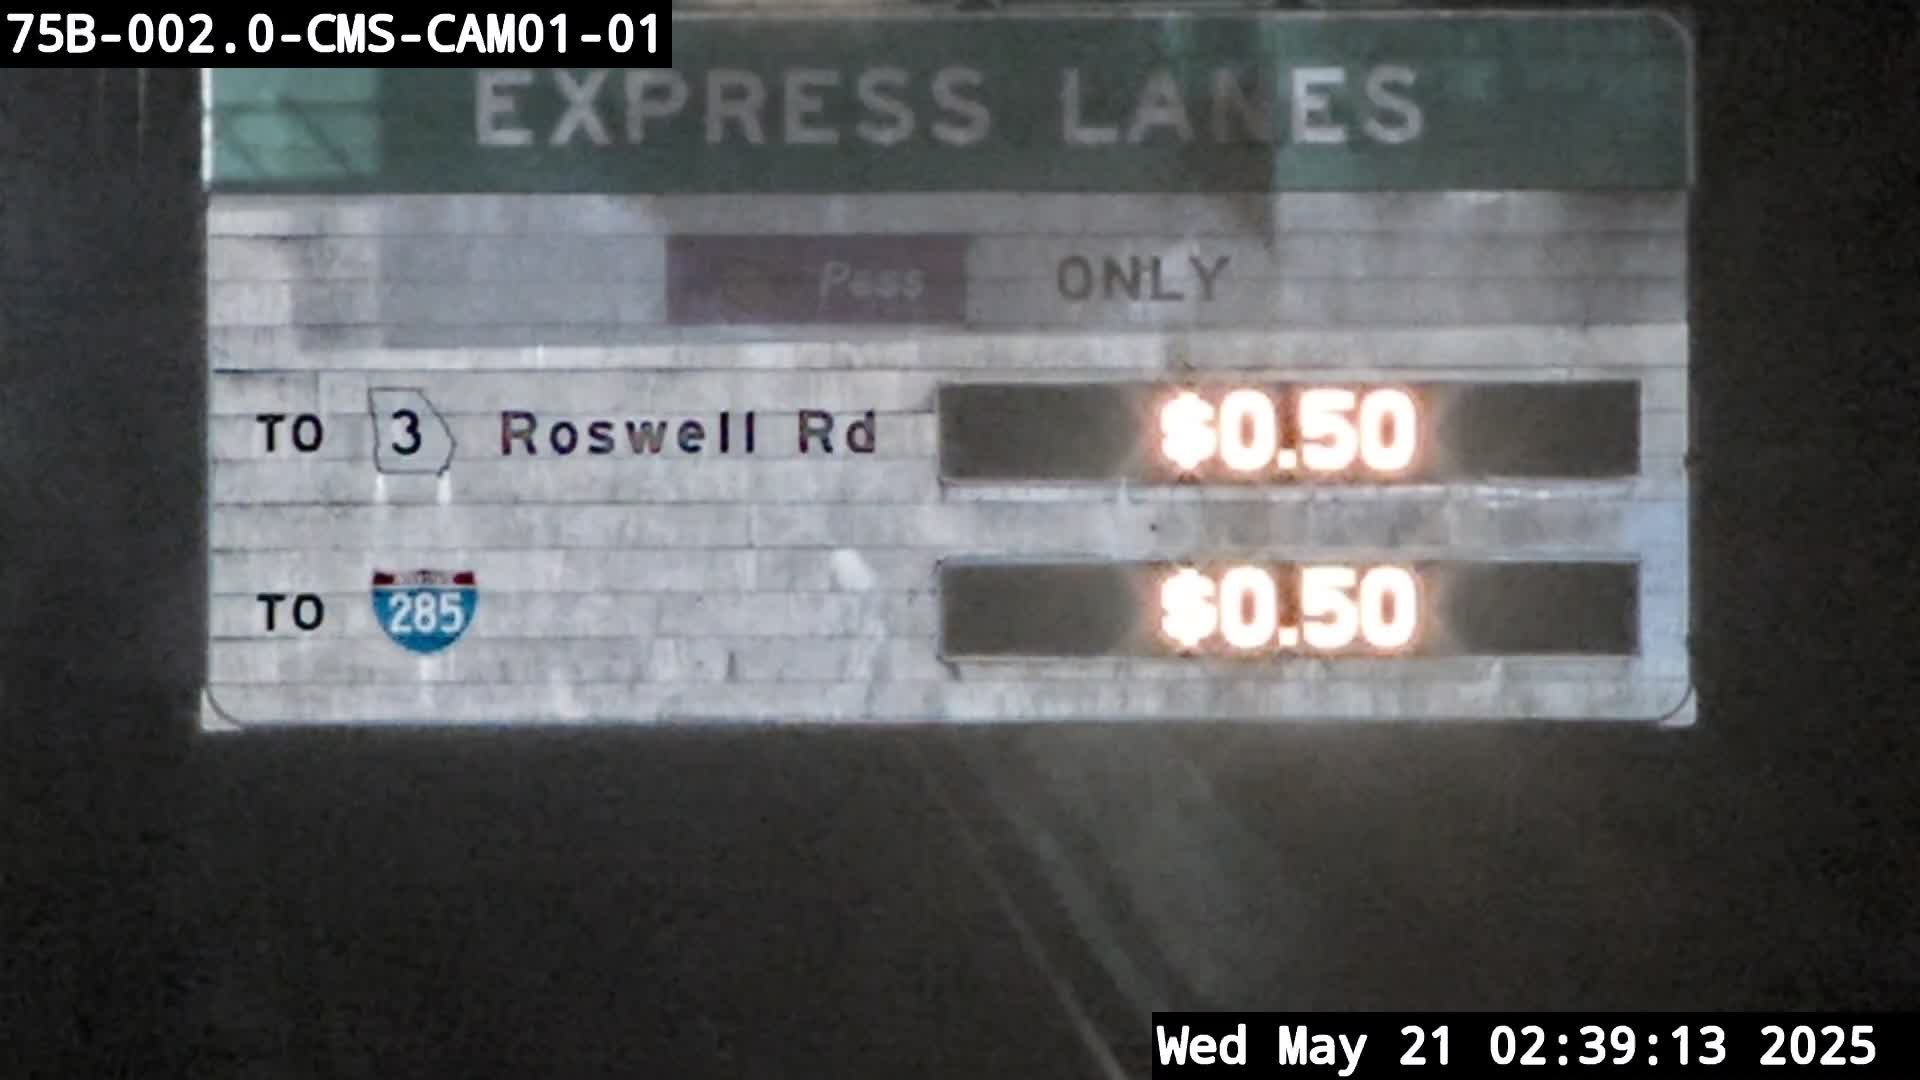 75B-002.0-CMS-CAM01-01
EXPRESS LANES
Pass ONLY
TO 3 Roswell Rd $0.50
TO 285 $0.50
Wed May 21 02:39:13 2025